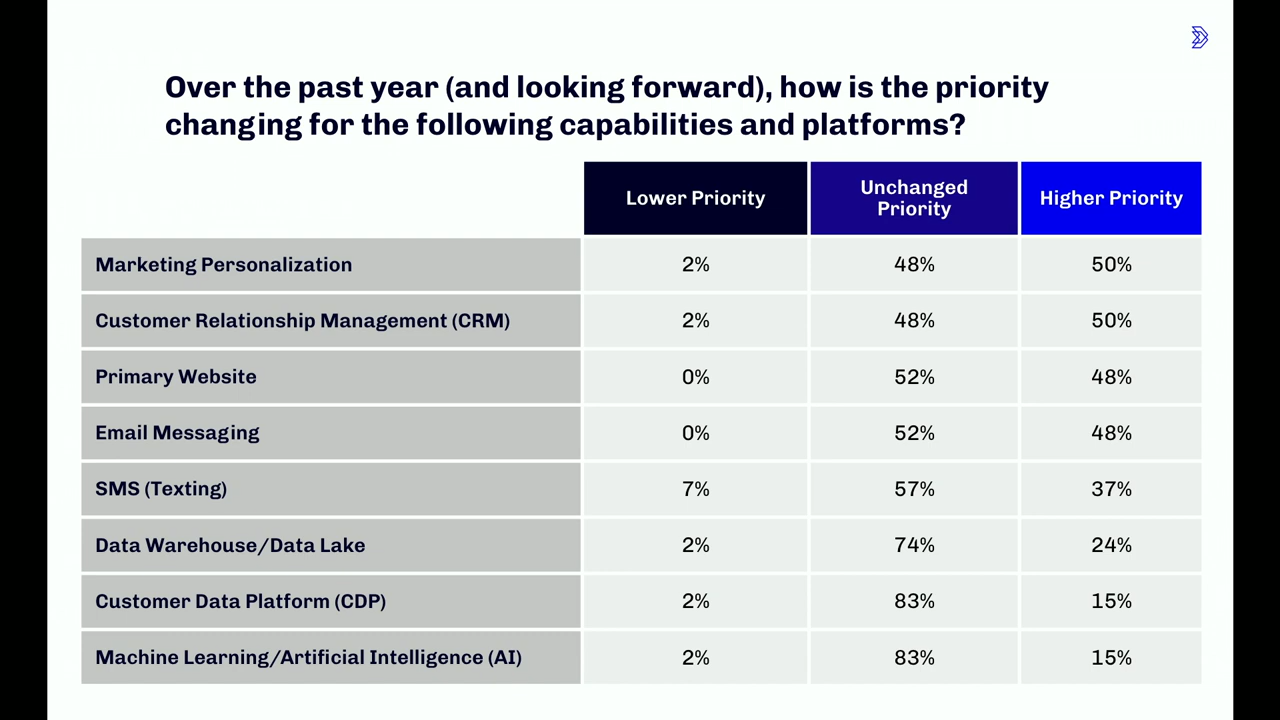 Over the past year (and looking forward), how is the priority
changing for the following capabilities and platforms?
Lower Priority Unchanged Priority Higher Priority
Marketing Personalization 2% 48% 50%
Customer Relationship Management (CRM) 2% 48% 50%
Primary Website 0% 52% 48%
Email Messaging 0% 52% 48%
SMS (Texting) 7% 57% 37%
Data Warehouse/Data Lake 2% 74% 24%
Customer Data Platform (CDP) 2% 83% 15%
Machine Learning/Artificial Intelligence (AI) 2% 83% 15%